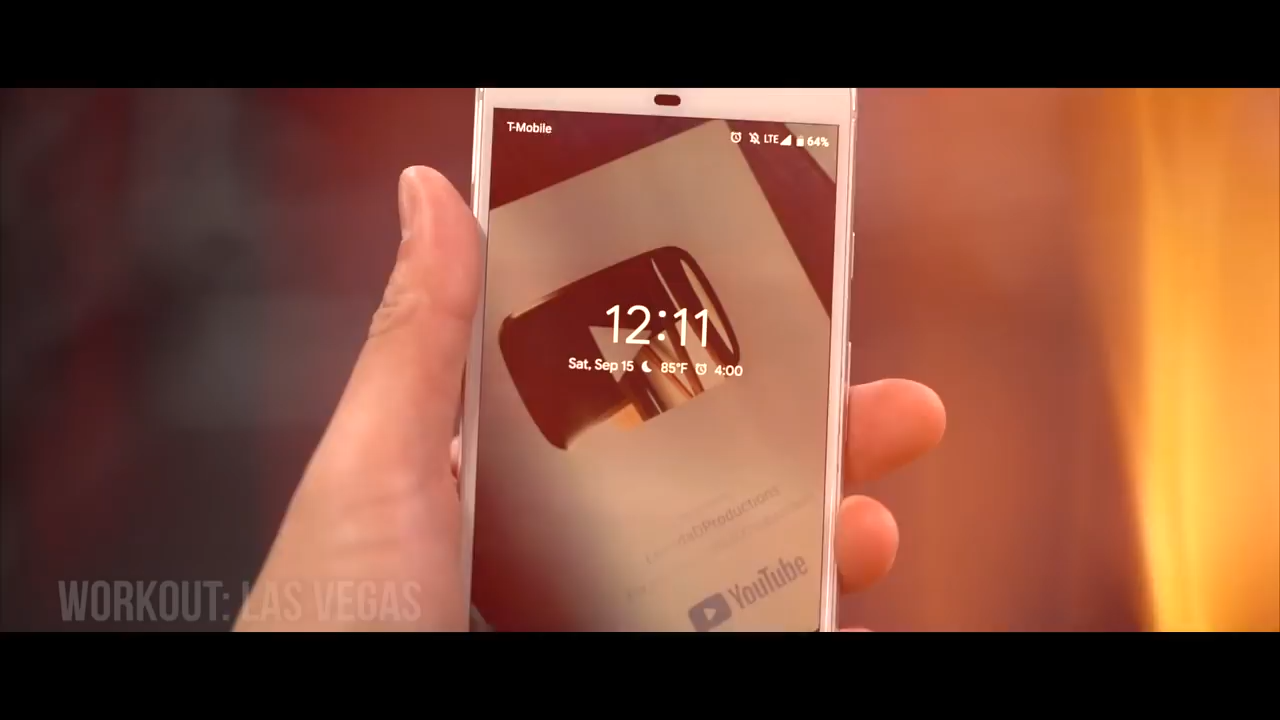 T-Mobile
LTE 64%
12:11
Sat, Sep 15 85°F 4:00
YouTube
WORKOUT: LAS VEGAS